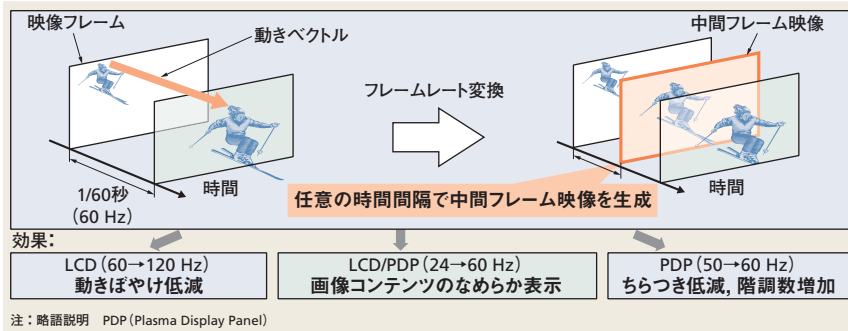 映像フレーム
動きベクトル
中間フレーム映像
フレームレート変換
時間
1/60秒
(60 Hz)
時間
任意の時間間隔で中間フレーム映像を生成
効果:
LCD(60→120 Hz)
動きぼやけ低減
LCD/PDP(24→60 Hz)
画像コンテンツのなめらか表示
PDP(50→60 Hz)
ちらつき低減, 階調数増加
注:略語説明 PDP(Plasma Display Panel)